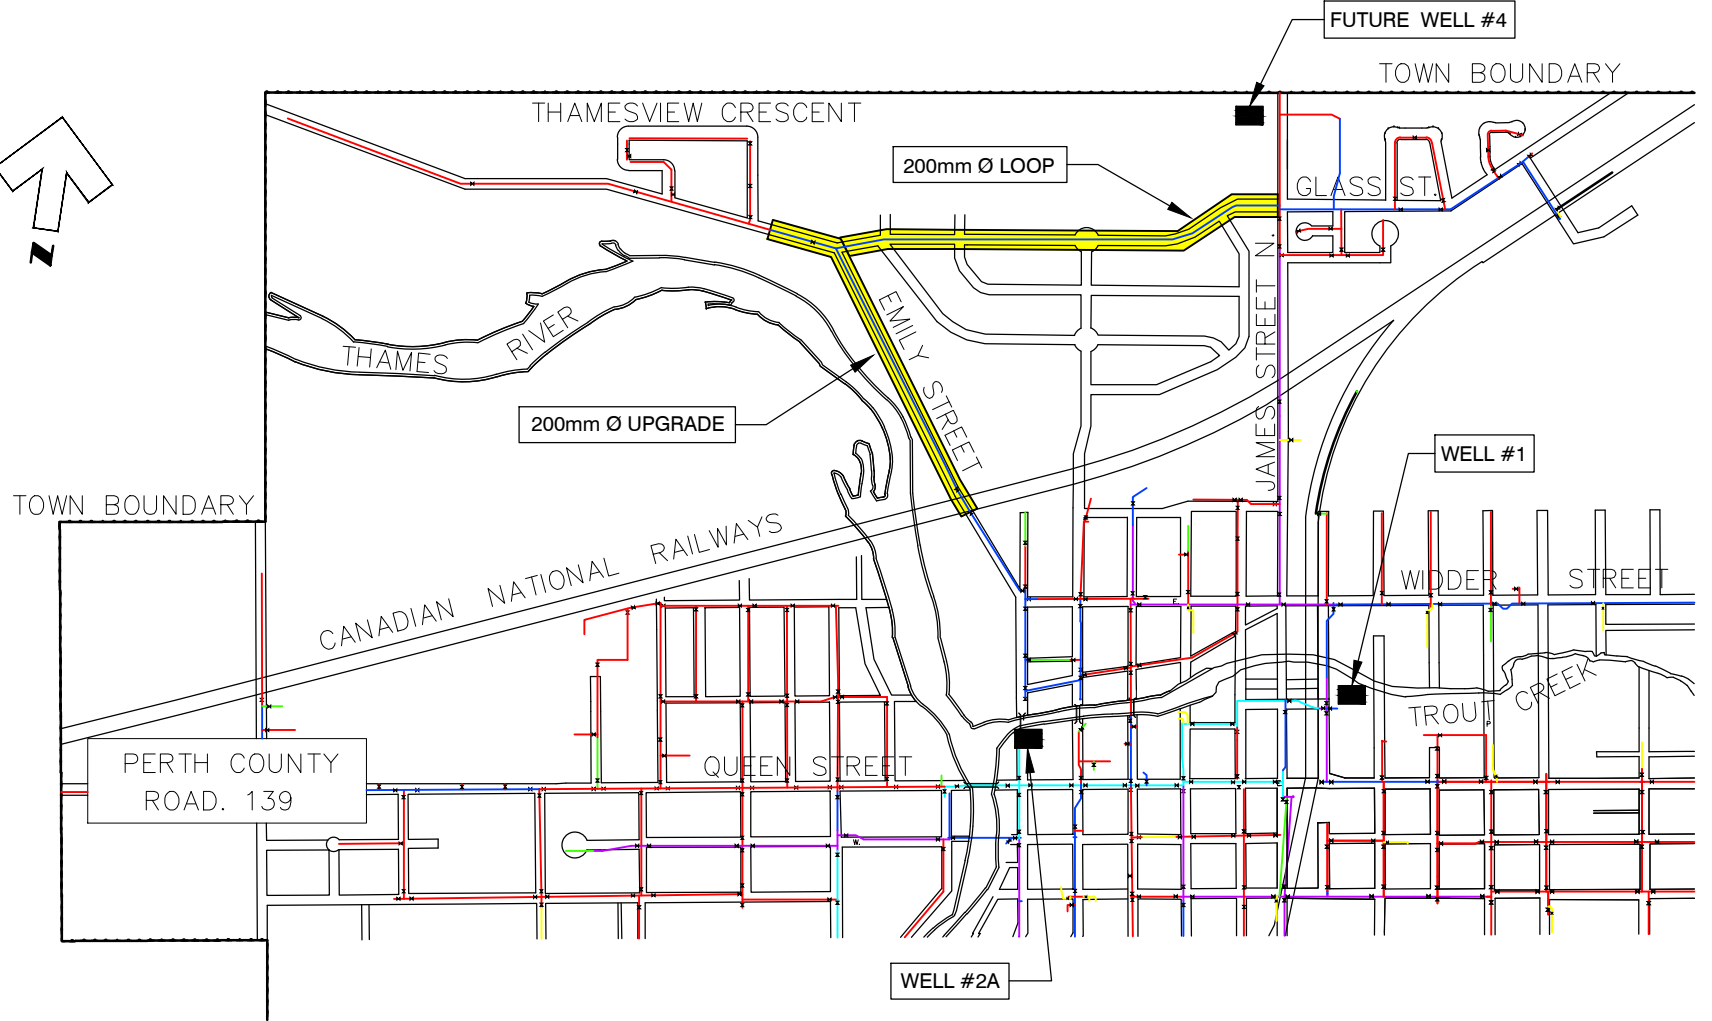 FUTURE WELL #4
TOWN BOUNDARY
THAMESVIEW CRESCENT
200mm Ø LOOP
GLASS ST.
N
THAMES RIVER
EMILY STREET
JAMES STREET N.
200mm Ø UPGRADE
WELL #1
TOWN BOUNDARY
CANADIAN NATIONAL RAILWAYS
WIDDER STREET
TROUT CREEK
PERTH COUNTY
ROAD. 139
QUEEN STREET
WELL #2A